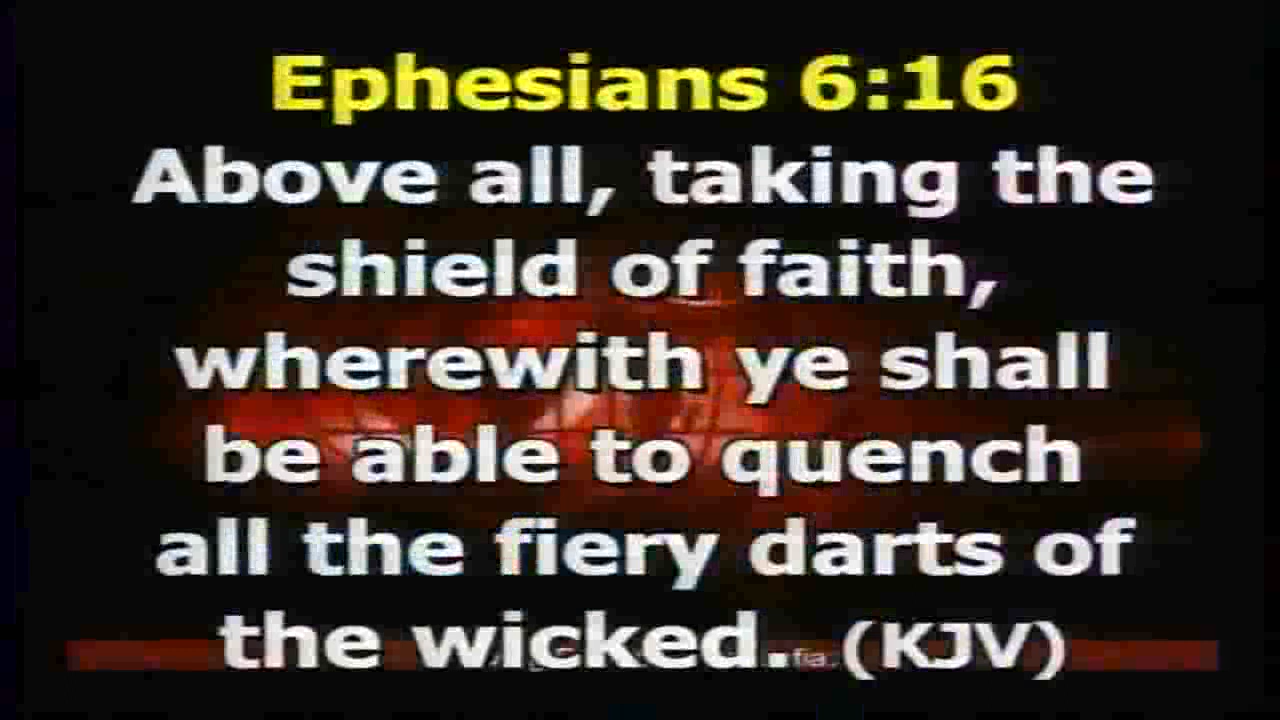 Ephesians 6:16
Above all, taking the
shield of faith,
wherewith ye shall
be able to quench
all the fiery darts of
the wicked. (KJV)